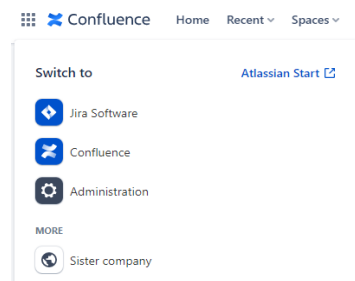 Confluence Home Recent Spaces
Switch to Atlassian Start
Jira Software
Confluence
Administration
MORE
Sister company